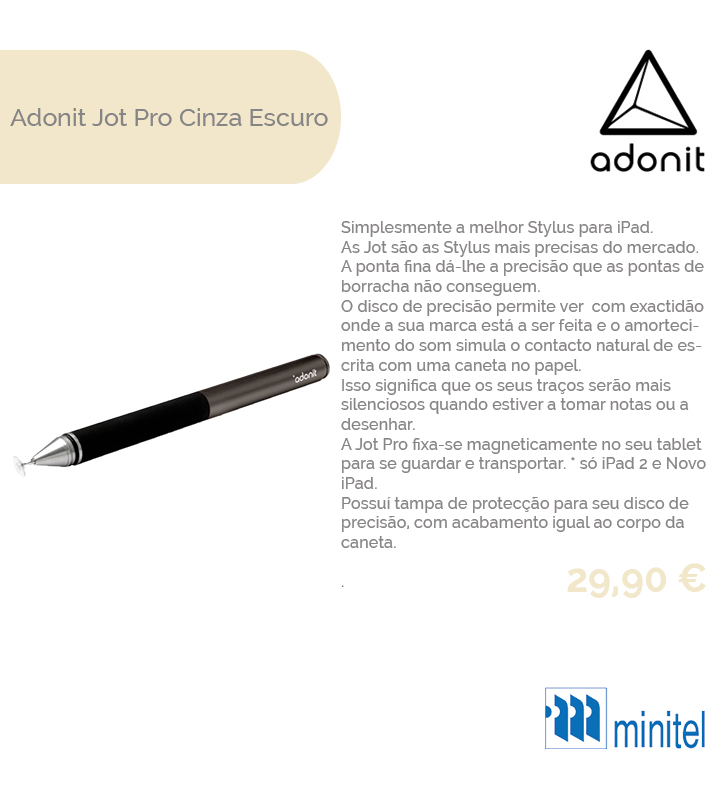 Adonit Jot Pro Cinza Escuro
adonit
Simplesmente a melhor Stylus para iPad.
As Jot são as Stylus mais precisas do mercado.
A ponta fina dá-lhe a precisão que as pontas de
borracha não conseguem.
O disco de precisão permite ver  com exactidão
onde a sua marca está a ser feita e o amorteci-
mento do som simula o contacto natural de es-
crita com uma caneta no papel.
Isso significa que os seus traços serão mais
silenciosos quando estiver a tomar notas ou a
desenhar.
A Jot Pro fixa-se magneticamente no seu tablet
para se guardar e transportar. * só iPad 2 e Novo
iPad.
Possuí tampa de protecção para seu disco de
precisão, com acabamento igual ao corpo da
caneta.
.
adonit
29,90 €
minitel